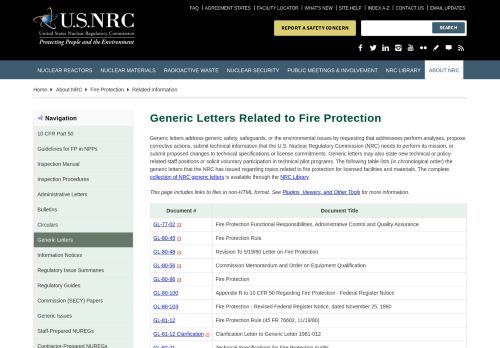 FAQ | AGREEMENT STATES | FACILITY LOCATOR | WHAT'S NEW | SITE HELP | INDEX A-Z | CONTACT US | EMAIL UPDATES
U.S.NRC
United States Nuclear Regulatory Commission
Protecting People and the Environment
REPORT A SAFETY CONCERN
SEARCH
NUCLEAR REACTORS NUCLEAR MATERIALS RADIOACTIVE WASTE NUCLEAR SECURITY PUBLIC MEETINGS & INVOLVEMENT NRC LIBRARY ABOUT NRC
Home About NRC Fire Protection Related Information
Navigation
10 CFR Part 50
Guidelines for FP in NPPs
Inspection Manual
Inspection Procedures
Administrative Letters
Bulletins
Circulars
Generic Letters
Information Notices
Regulatory Issue Summaries
Regulatory Guides
Commission (SECY) Papers
Generic Issues
Staff-Prepared NUREGs
Contractor-Prepared NUREGs
Generic Letters Related to Fire Protection
Generic letters address generic safety, safeguards, or the environmental issues by requesting that addressees perform analyses, propose
corrective actions, submit technical information that the U.S. Nuclear Regulatory Commission (NRC) needs to perform its mission, or
submit proposed changes to technical specifications or license commitments. Generic letters may also state new technical or policy-
related staff positions or solicit voluntary participation in technical pilot programs. The following table lists (in chronological order) the
generic letters that the NRC has issued regarding topics related to fire protection for licensed facilities and materials. The complete
collection of NRC generic letters is available through the NRC Library.
This page includes links to files in non-HTML format. See Plugins, Viewers, and Other Tools for more information.
Document # Document Title
GL-77-02 Fire Protection Functional Responsibilities, Administrative Control and Quality Assurance
GL-80-45 Fire Protection Rule
GL-80-48 Revision To 5/19/80 Letter on Fire Protection
GL-80-56 Commission Memorandum and Order on Equipment Qualification
GL-80-96 Fire Protection
GL-80-100 Appendix R to 10 CFR 50 Regarding Fire Protection - Federal Register Notice
GL-80-103 Fire Protection - Revised Federal Register Notice, dated November 25, 1980
GL-81-12 Fire Protection Rule (45 FR 76602, 11/19/80)
GL-81-12 Clarification Clarification Letter to Generic Letter 1981-012
Technical Specifications for Fire Protection Audits